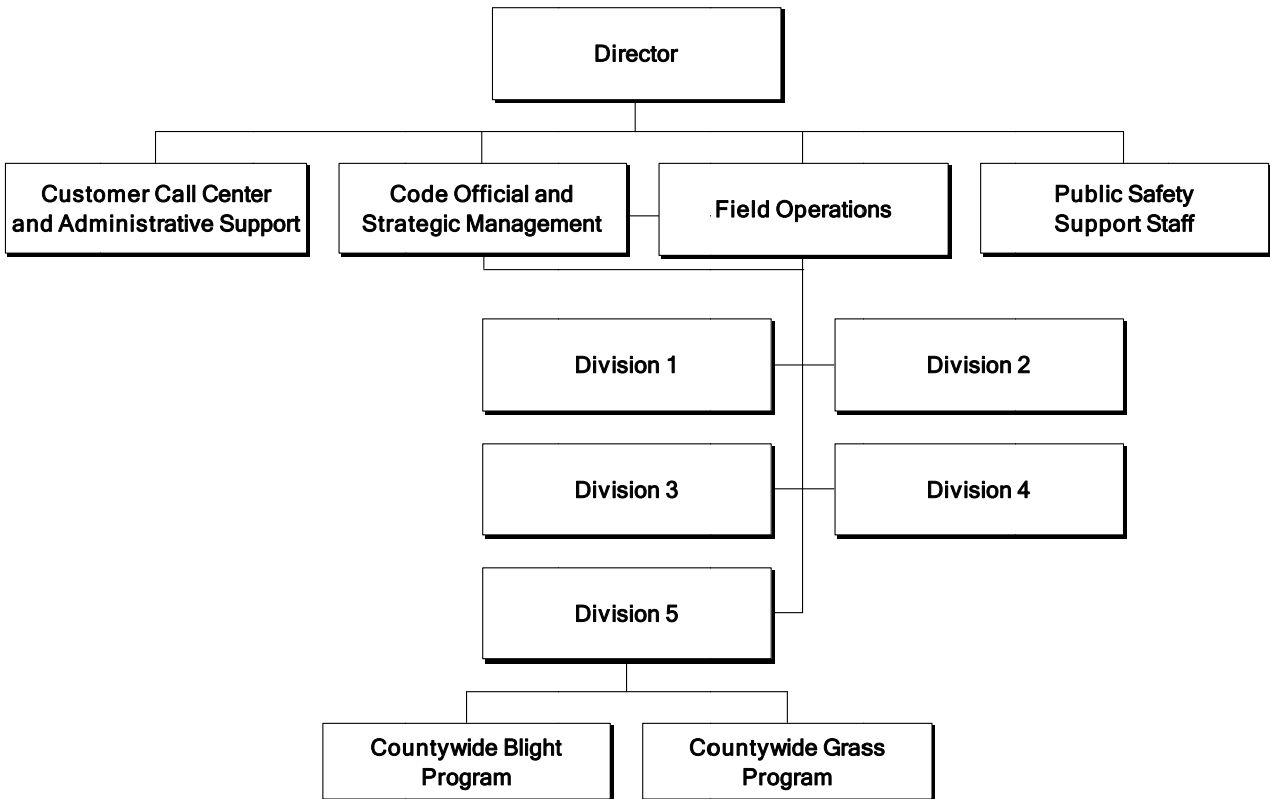 Director
Customer Call Center
and Administrative Support
Code Official and
Strategic Management
Field Operations
Public Safety
Support Staff
Division 1
Division 2
Division 3
Division 4
Division 5
Countywide Blight
Program
Countywide Grass
Program